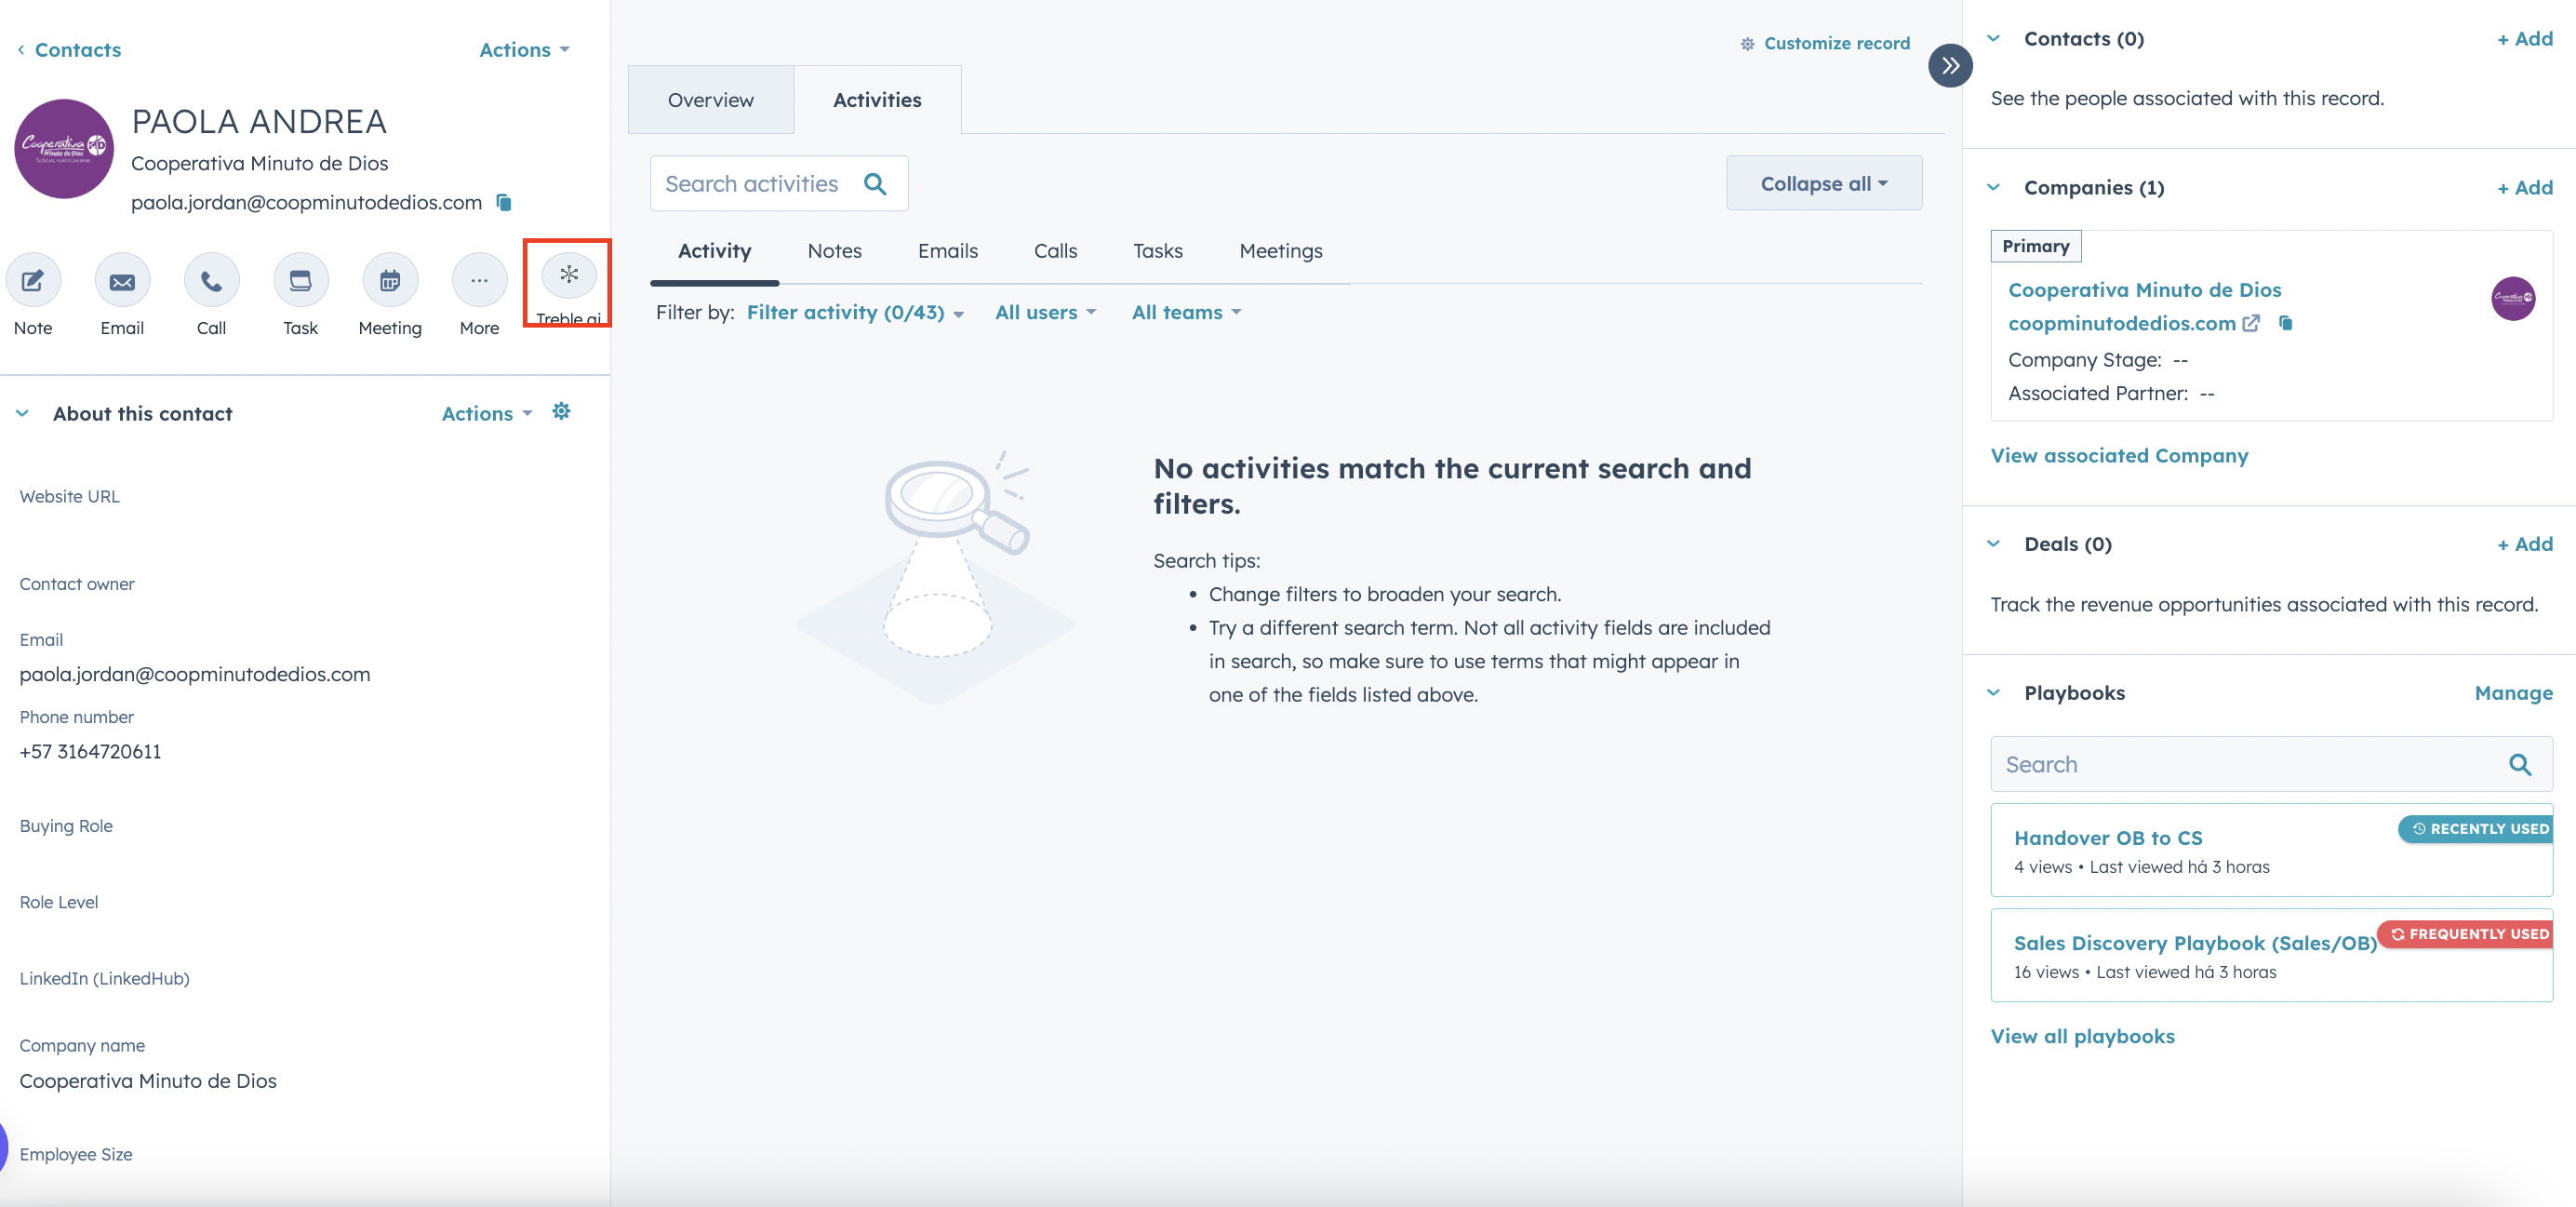 Contacts
Actions
PAOLA ANDREA
Cooperativa Minuto de Dios
paola.jordan@coopminutodedios.com
Note
Email
Call
Task
Meeting
More
Treble.ai
About this contact
Actions
Website URL
Contact owner
Email
paola.jordan@coopminutodedios.com
Phone number
+57 3164720611
Buying Role
Role Level
LinkedIn (LinkedHub)
Company name
Cooperativa Minuto de Dios
Employee Size
Customize record
Overview
Activities
Search activities
Collapse all
Activity
Notes
Emails
Calls
Tasks
Meetings
Filter by: Filter activity (0/43) All users All teams
No activities match the current search and
filters.
Search tips:
• Change filters to broaden your search.
• Try a different search term. Not all activity fields are included
in search, so make sure to use terms that might appear in
one of the fields listed above.
Contacts (0)
+ Add
See the people associated with this record.
Companies (1)
+ Add
Primary
Cooperativa Minuto de Dios
coopminutodedios.com
Company Stage: --
Associated Partner: --
View associated Company
Deals (0)
+ Add
Track the revenue opportunities associated with this record.
Playbooks
Manage
Search
RECENTLY USED
Handover OB to CS
4 views • Last viewed há 3 horas
FREQUENTLY USED
Sales Discovery Playbook (Sales/OB)
16 views • Last viewed há 3 horas
View all playbooks